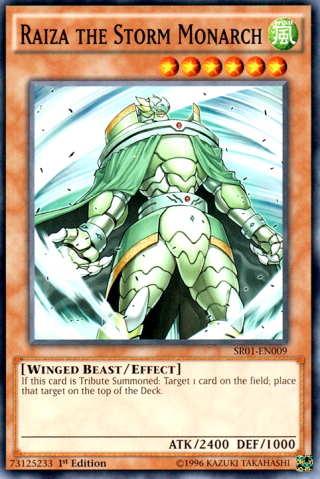 RAIZA THE STORM MONARCH
WIND
風
SR01-EN009
[WINGED BEAST/EFFECT]
If this card is Tribute Summoned: Target 1 card on the field; place
that target on the top of the Deck.
ATK/2400 DEF/1000
73125233 1st Edition ©1996 KAZUKI TAKAHASHI